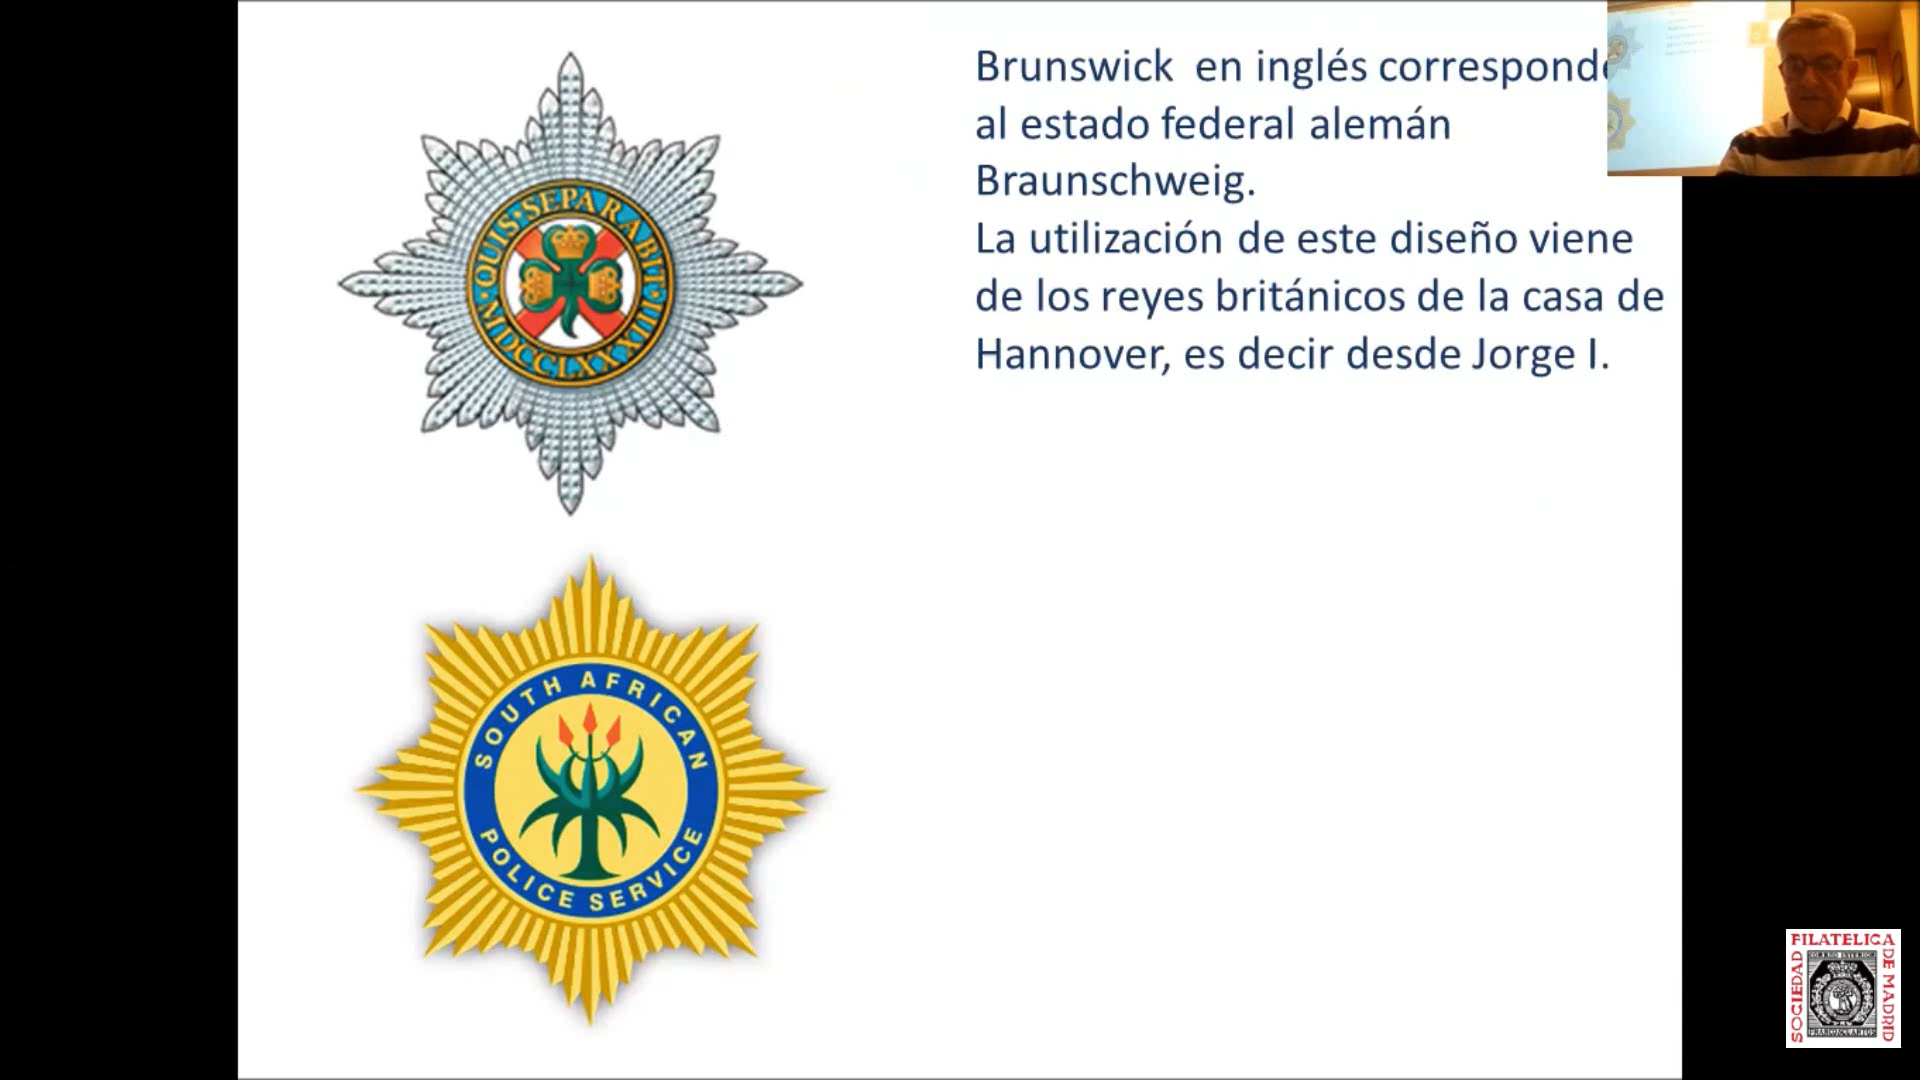 Brunswick en inglés corresponde
al estado federal alemán
Braunschweig.
La utilización de este diseño viene
de los reyes británicos de la casa de
Hannover, es decir desde Jorge I.
QUIS·SEPARABIT·
MDCCLXXXIII·
SOUTH AFRICAN
POLICE SERVICE
SOCIEDAD
FILATELICA
DE MADRID
CORREO INTERIOR